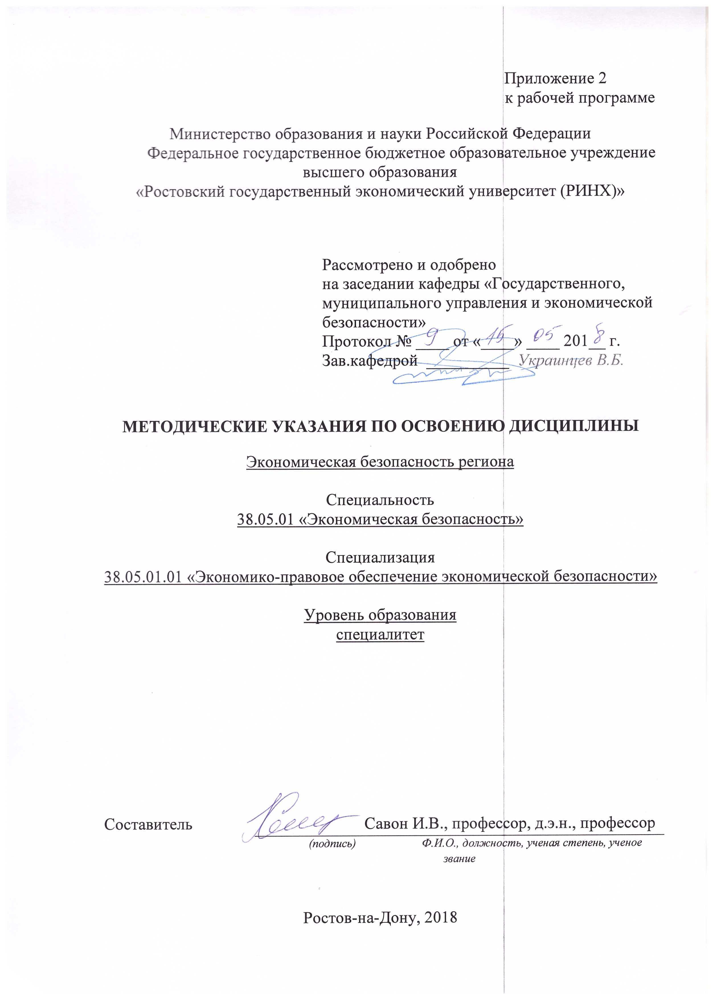 Приложение 2
к рабочей программе
Министерство образования и науки Российской Федерации
Федеральное государственное бюджетное образовательное учреждение
высшего образования
«Ростовский государственный экономический университет (РИНХ)»
Рассмотрено и одобрено
на заседании кафедры «Государственного,
муниципального управления и экономической
безопасности»
Протокол № 9 от «15» 05 2018 г.
Зав.кафедрой Украинцев В.Б.
МЕТОДИЧЕСКИЕ УКАЗАНИЯ ПО ОСВОЕНИЮ ДИСЦИПЛИНЫ
Экономическая безопасность региона
Специальность
38.05.01 «Экономическая безопасность»
Специализация
38.05.01.01 «Экономико-правовое обеспечение экономической безопасности»
Уровень образования
специалитет
Составитель Савон И.В., профессор, д.э.н., профессор
(подпись) Ф.И.О., должность, ученая степень, ученое
звание
Ростов-на-Дону, 2018